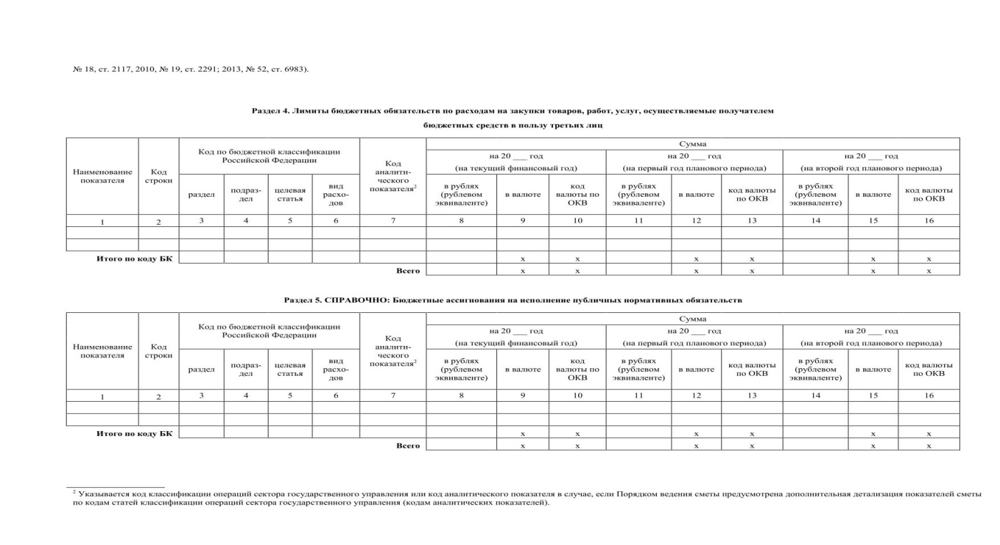 № 18, ст. 2117, 2010, № 19, ст. 2291; 2013, № 52, ст. 6983).
Раздел 4. Лимиты бюджетных обязательств по расходам на закупки товаров, работ, услуг, осуществляемые получателем
бюджетных средств в пользу третьих лиц
Наименование
показателя
Код
строки
Код по бюджетной классификации
Российской Федерации
раздел
подраз-
дел
целевая
статья
вид
расхо-
дов
Код
аналити-
ческого
показателя2
Сумма
на 20 ___ год
(на текущий финансовый год)
на 20 ___ год
(на первый год планового периода)
на 20 ___ год
(на второй год планового периода)
в рублях
(рублевом
эквиваленте)
в валюте
код
валюты по
ОКВ
в рублях
(рублевом
эквиваленте)
в валюте
код валюты
по ОКВ
в рублях
(рублевом
эквиваленте)
в валюте
код валюты
по ОКВ
1 2 3 4 5 6 7 8 9 10 11 12 13 14 15 16
Итого по коду БК x x x x x x
Всего x x x x x x
Раздел 5. СПРАВОЧНО: Бюджетные ассигнования на исполнение публичных нормативных обязательств
Наименование
показателя
Код
строки
Код по бюджетной классификации
Российской Федерации
раздел
подраз-
дел
целевая
статья
вид
расхо-
дов
Код
аналити-
ческого
показателя2
Сумма
на 20 ___ год
(на текущий финансовый год)
на 20 ___ год
(на первый год планового периода)
на 20 ___ год
(на второй год планового периода)
в рублях
(рублевом
эквиваленте)
в валюте
код
валюты по
ОКВ
в рублях
(рублевом
эквиваленте)
в валюте
код валюты
по ОКВ
в рублях
(рублевом
эквиваленте)
в валюте
код валюты
по ОКВ
1 2 3 4 5 6 7 8 9 10 11 12 13 14 15 16
Итого по коду БК x x x x x x
Всего x x x x x x
2 Указывается код классификации операций сектора государственного управления или код аналитического показателя в случае, если Порядком ведения сметы предусмотрена дополнительная детализация показателей сметы
по кодам статей классификации операций сектора государственного управления (кодам аналитических показателей).